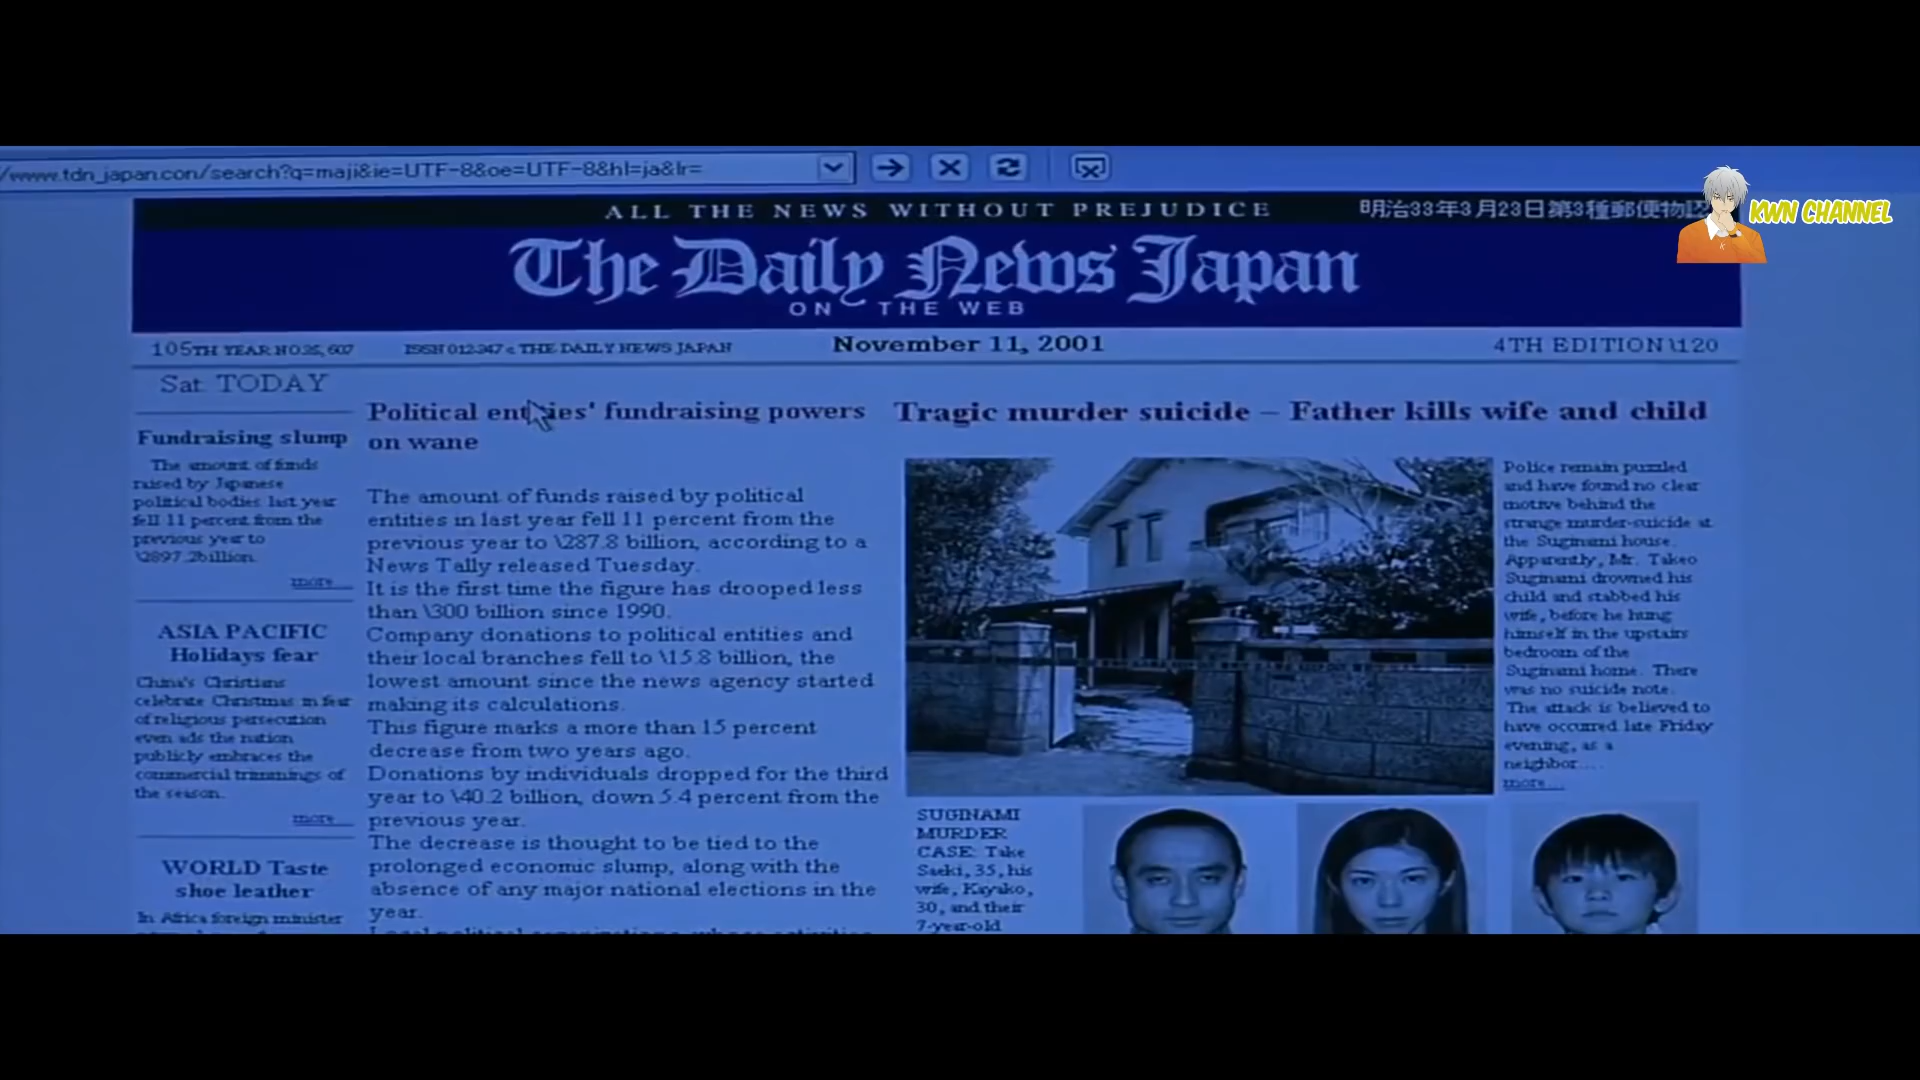 /www.tdn_japan.con/search?q=maji&ie=UTF-8&oe=UTF-8&hl=ja&lr=
ALL THE NEWS WITHOUT PREJUDICE
明治33年3月23日第3種郵便物
KWN CHANNEL
The Daily News Japan
ON THE WEB
105TH YEAR NO.35, 607
THE DAILY NEWS JAPAN
November 11, 2001
4TH EDITION \120
Sat. TODAY
Fundraising slump
The amount of funds
raised by Japanese
political bodies last year
fell 11 percent from the
previous year to
\2897.2billion.
more...
ASIA PACIFIC
Holidays fear
China's Christians
celebrate Christmas in fear
of religious persecution
even ads the nation
publicly embraces the
commercial trimmings of
the season.
more...
WORLD Taste
shoe leather
In Africa foreign minister
Political entities' fundraising powers
on wane
The amount of funds raised by political
entities in last year fell 11 percent from the
previous year to \287.8 billion, according to a
News Tally released Tuesday.
It is the first time the figure has drooped less
than \300 billion since 1990.
Company donations to political entities and
their local branches fell to \15.8 billion, the
lowest amount since the news agency started
making its calculations.
This figure marks a more than 15 percent
decrease from two years ago.
Donations by individuals dropped for the third
year to \40.2 billion, down 5.4 percent from the
previous year.
The decrease is thought to be tied to the
prolonged economic slump, along with the
absence of any major national elections in the
year.
Tragic murder suicide – Father kills wife and child
Police remain puzzled
and have found no clear
motive behind the
strange murder-suicide at
the Suginami house.
Apparently, Mr. Takeo
Suginami drowned his
child and stabbed his
wife, before he hung
himself in the upstairs
bedroom of the
Suginami home. There
was no suicide note.
The attack is believed to
have occurred late Friday
evening, as a
neighbor....
more...
SUGINAMI
MURDER
CASE: Take
Saeki, 35, his
wife, Kayako,
30, and their
7-year-old